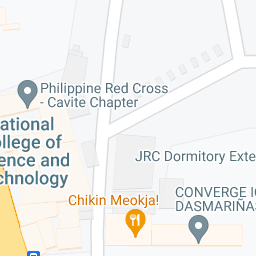 Philippine Red Cross
- Cavite Chapter
ational
ollege of
ence and
chnology
JRC Dormitory Exte
Chikin Meokja!
CONVERGE IC
DASMARIÑAS